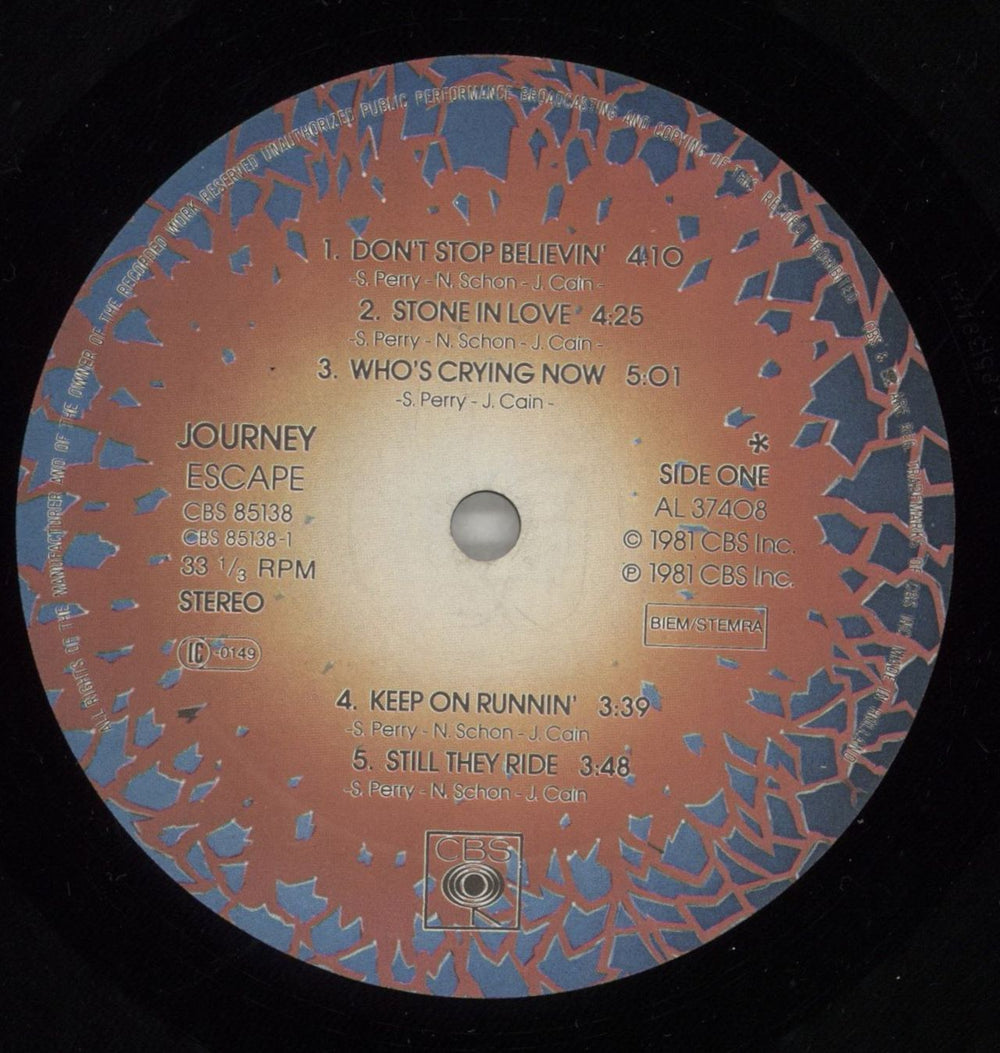 ALL RIGHTS OF THE MANUFACTURER AND OF THE OWNER OF THE RECORDED WORK RESERVED UNAUTHORIZED PUBLIC PERFORMANCE BROADCASTING AND COPYING OF THIS RECORD PROHIBITED
MADE IN HOLLAND
1. DON'T STOP BELIEVIN' 4:10
-S. Perry - N. Schon - J. Cain -
2. STONE IN LOVE 4:25
-S. Perry - N. Schon - J. Cain -
3. WHO'S CRYING NOW 5:01
-S. Perry - J. Cain -
JOURNEY
ESCAPE
CBS 85138
CBS 85138-1
33 1/3 RPM
STEREO
LC -0149
*
SIDE ONE
AL 37408
© 1981 CBS Inc.
℗ 1981 CBS Inc.
BIEM/STEMRA
4. KEEP ON RUNNIN' 3:39
-S. Perry - N. Schon - J. Cain
5. STILL THEY RIDE 3:48
-S. Perry - N. Schon - J. Cain
CBS